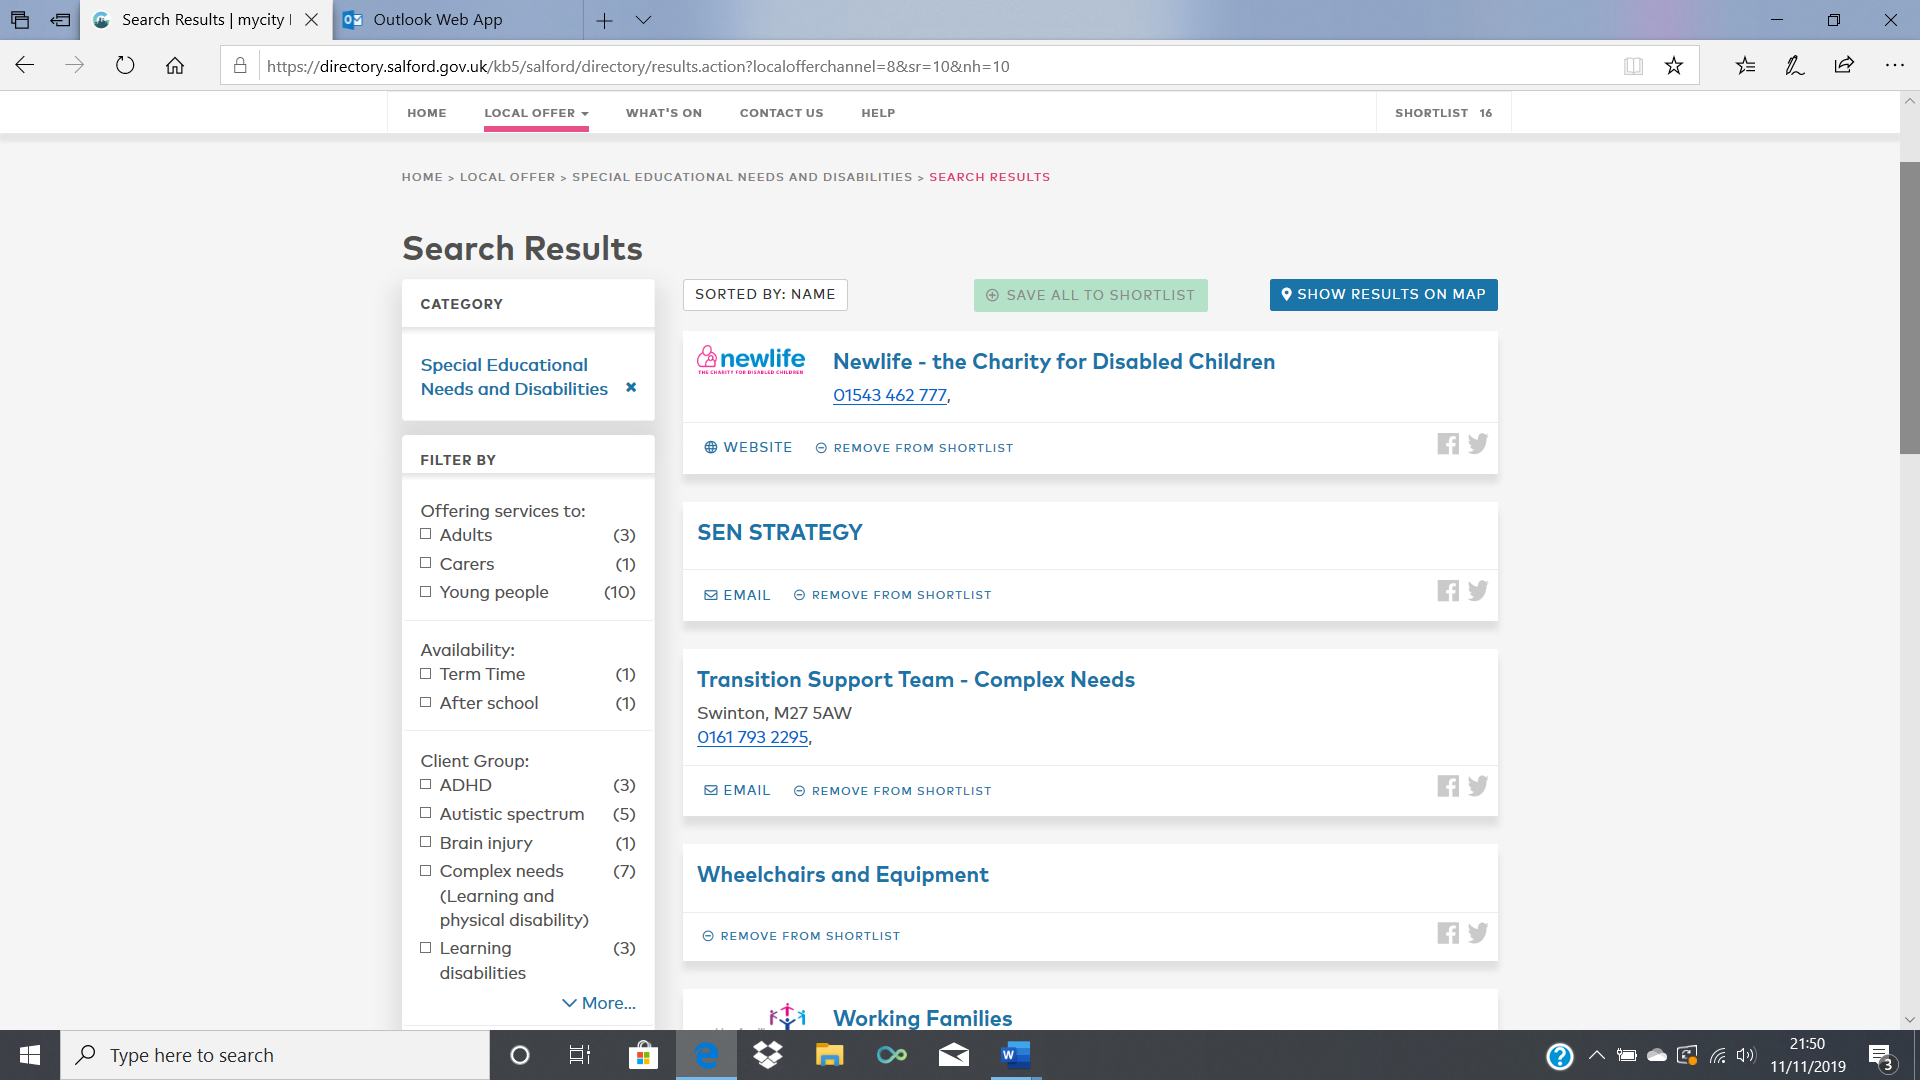 Search Results | mycity
Outlook Web App
https://directory.salford.gov.uk/kb5/salford/directory/results.action?localofferchannel=8&sr=10&nh=10
HOME LOCAL OFFER WHAT'S ON CONTACT US HELP SHORTLIST 16
HOME > LOCAL OFFER > SPECIAL EDUCATIONAL NEEDS AND DISABILITIES > SEARCH RESULTS
Search Results
CATEGORY
Special Educational
Needs and Disabilities
FILTER BY
Offering services to:
Adults (3)
Carers (1)
Young people (10)
Availability:
Term Time (1)
After school (1)
Client Group:
ADHD (3)
Autistic spectrum (5)
Brain injury (1)
Complex needs (7)
(Learning and
physical disability)
Learning (3)
disabilities
More...
SORTED BY: NAME
SAVE ALL TO SHORTLIST
SHOW RESULTS ON MAP
newlife
THE CHARITY FOR DISABLED CHILDREN
Newlife - the Charity for Disabled Children
01543 462 777,
WEBSITE REMOVE FROM SHORTLIST
SEN STRATEGY
EMAIL REMOVE FROM SHORTLIST
Transition Support Team - Complex Needs
Swinton, M27 5AW
0161 793 2295,
EMAIL REMOVE FROM SHORTLIST
Wheelchairs and Equipment
REMOVE FROM SHORTLIST
Working Families
Type here to search
21:50
11/11/2019
3